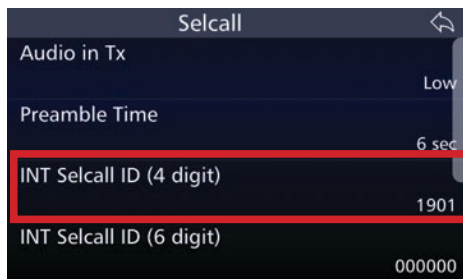 Selcall
Audio in Tx
Low
Preamble Time
6 sec
INT Selcall ID (4 digit)
1901
INT Selcall ID (6 digit)
000000